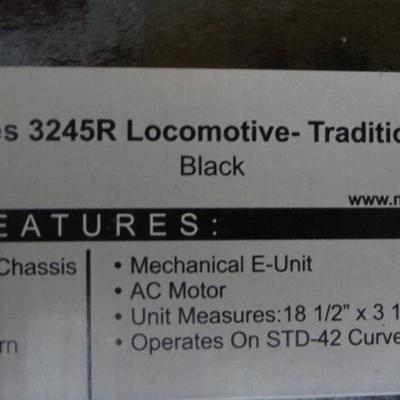 es 3245R Locomotive- Traditio
Black
www.n
EATURES:
Chassis
rn
• Mechanical E-Unit
• AC Motor
• Unit Measures:18 1/2" x 3 1
• Operates On STD-42 Curve